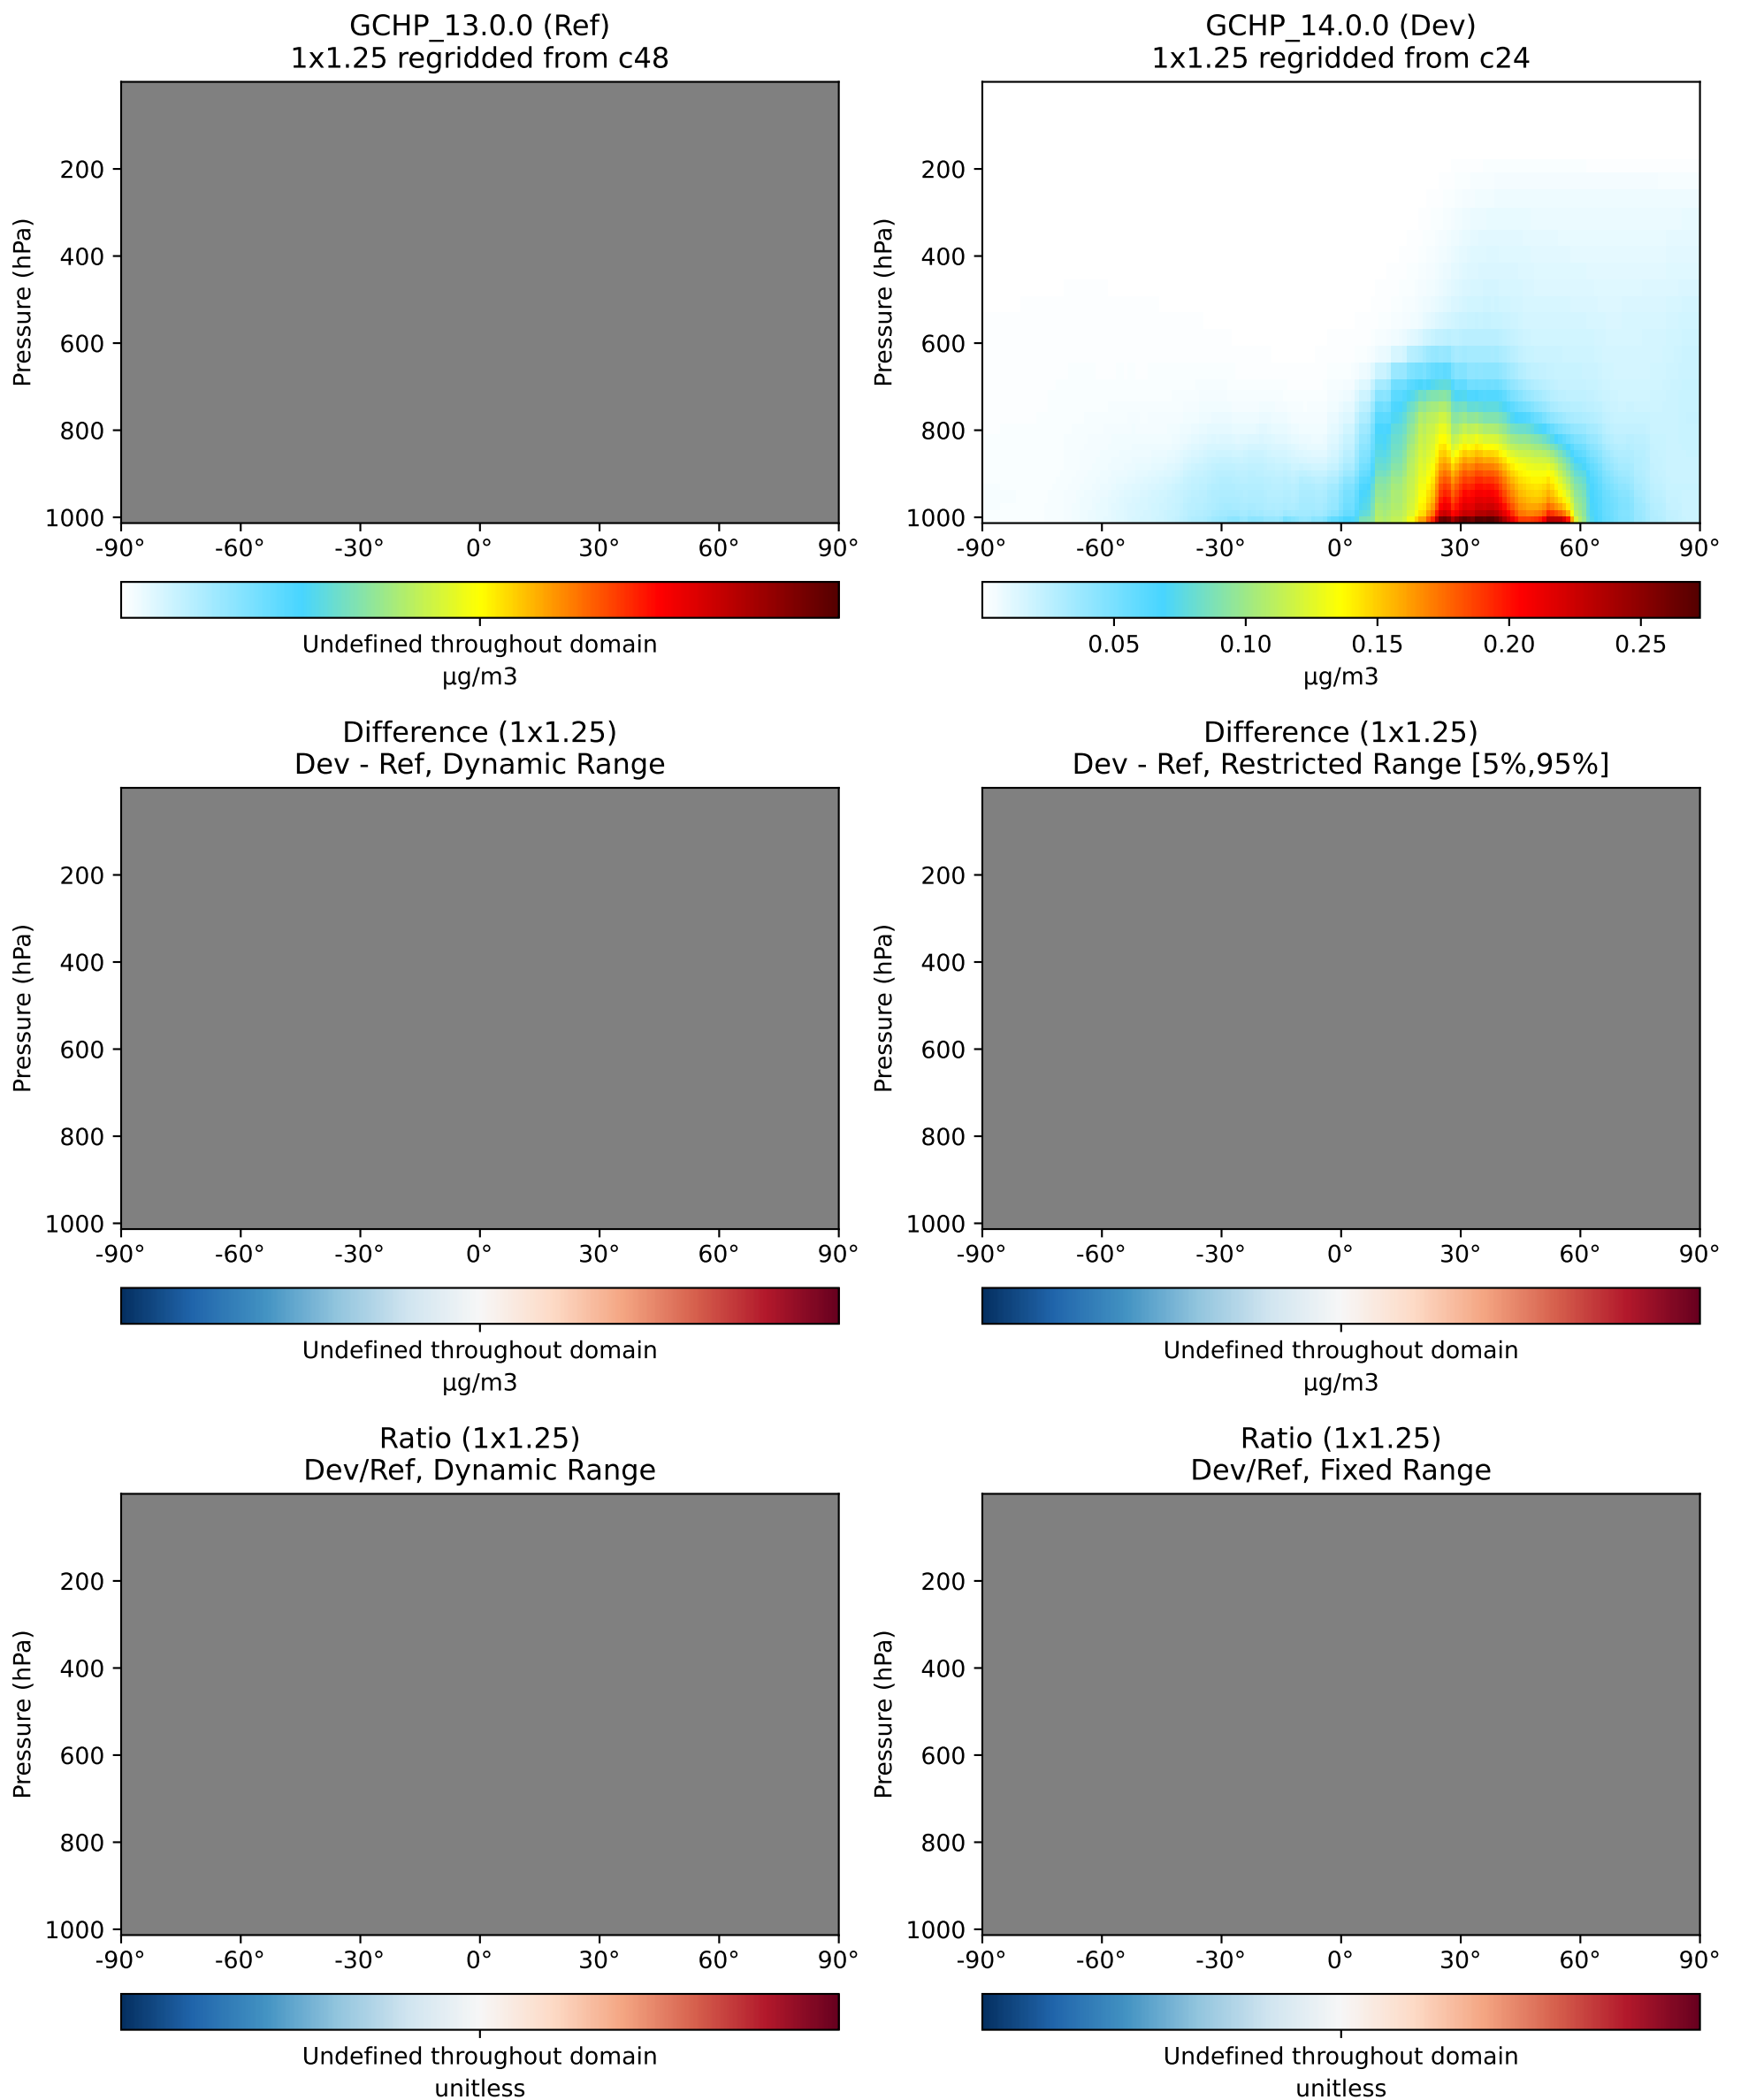 GCHP_13.0.0 (Ref)
1x1.25 regridded from c48
Pressure (hPa)
200
400
600
800
1000
-90° -60° -30° 0° 30° 60° 90°
Undefined throughout domain
μg/m3
GCHP_14.0.0 (Dev)
1x1.25 regridded from c24
Pressure (hPa)
200
400
600
800
1000
-90° -60° -30° 0° 30° 60° 90°
0.05 0.10 0.15 0.20 0.25
μg/m3
Difference (1x1.25)
Dev - Ref, Dynamic Range
Pressure (hPa)
200
400
600
800
1000
-90° -60° -30° 0° 30° 60° 90°
Undefined throughout domain
μg/m3
Difference (1x1.25)
Dev - Ref, Restricted Range [5%,95%]
Pressure (hPa)
200
400
600
800
1000
-90° -60° -30° 0° 30° 60° 90°
Undefined throughout domain
μg/m3
Ratio (1x1.25)
Dev/Ref, Dynamic Range
Pressure (hPa)
200
400
600
800
1000
-90° -60° -30° 0° 30° 60° 90°
Undefined throughout domain
unitless
Ratio (1x1.25)
Dev/Ref, Fixed Range
Pressure (hPa)
200
400
600
800
1000
-90° -60° -30° 0° 30° 60° 90°
Undefined throughout domain
unitless